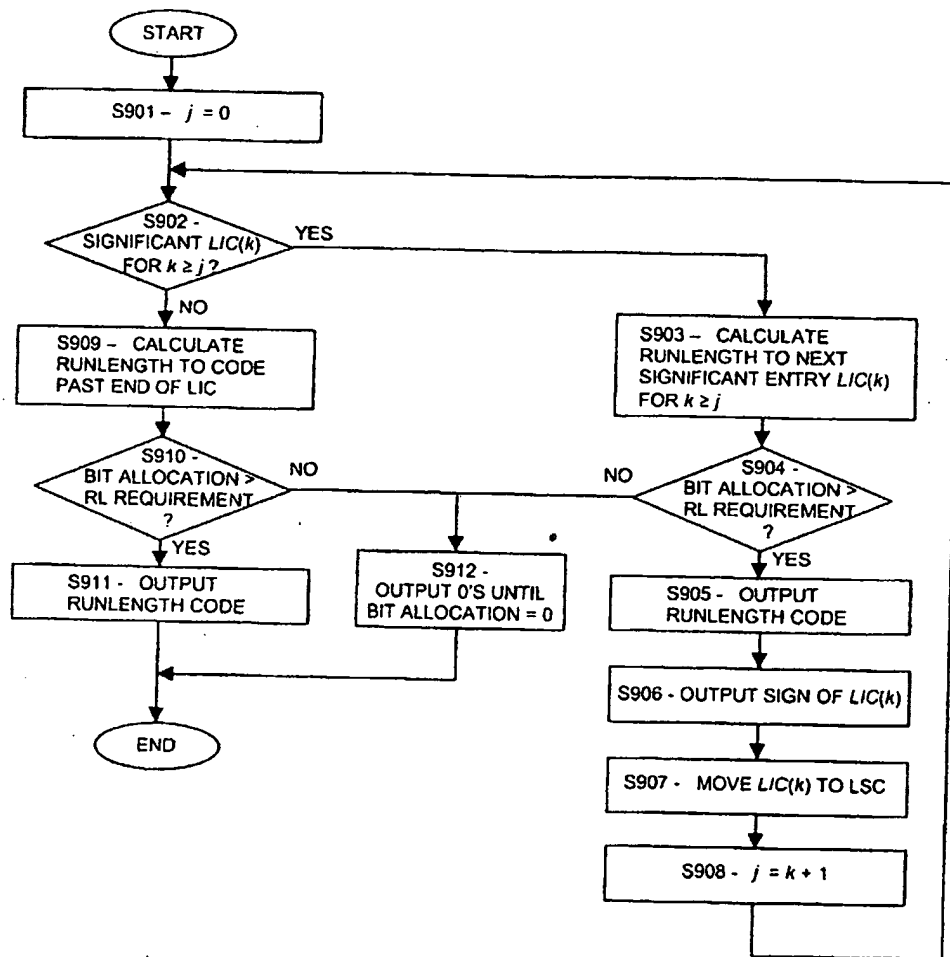 START
S901 – j = 0
S902 -
SIGNIFICANT LIC(k)
FOR k ≥ j ?
YES
NO
S909 – CALCULATE
RUNLENGTH TO CODE
PAST END OF LIC
S903 – CALCULATE
RUNLENGTH TO NEXT
SIGNIFICANT ENTRY LIC(k)
FOR k ≥ j
S910 -
BIT ALLOCATION >
RL REQUIREMENT
?
NO
YES
NO
S904 -
BIT ALLOCATION >
RL REQUIREMENT
?
YES
S911 - OUTPUT
RUNLENGTH CODE
S912 -
OUTPUT 0'S UNTIL
BIT ALLOCATION = 0
S905 - OUTPUT
RUNLENGTH CODE
S906 - OUTPUT SIGN OF LIC(k)
END
S907 - MOVE LIC(k) TO LSC
S908 - j = k + 1